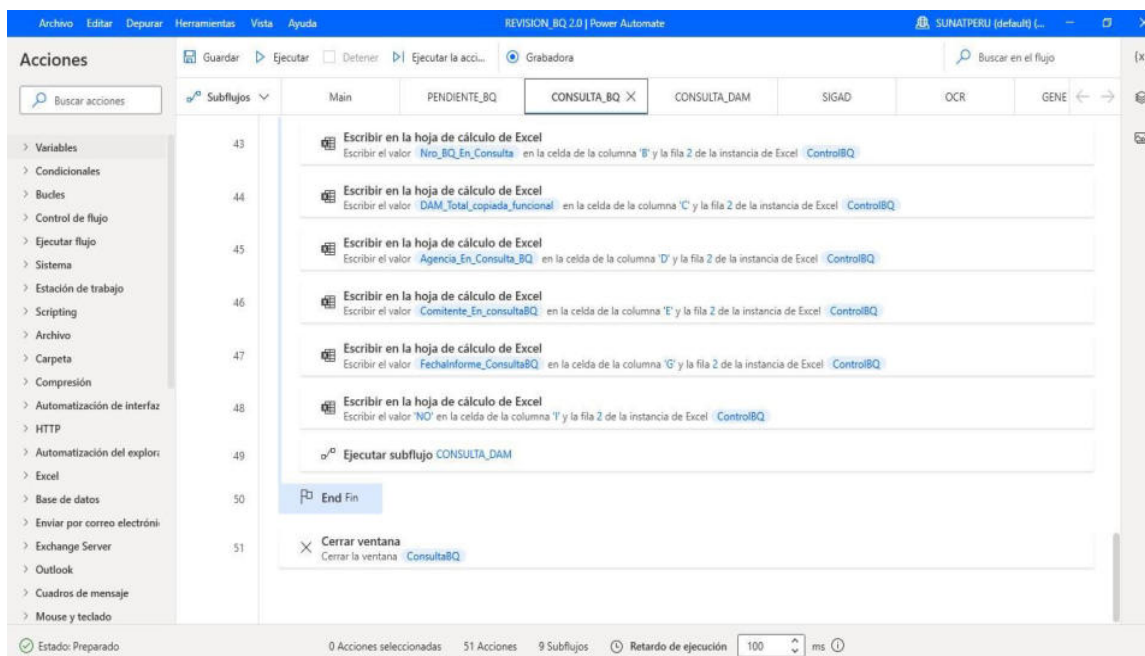 Archivo Editar Depurar Herramientas Vista Ayuda REVISION_BQ 2.0 | Power Automate SUNATPERU (default) (...
Acciones
Guardar Ejecutar Detener Ejecutar la acci... Grabadora Buscar en el flujo
Buscar acciones
Subflujos Main PENDIENTE_BQ CONSULTA_BQ CONSULTA_DAM SIGAD OCR GENE
Variables
Condicionales
Bucles
Control de flujo
Ejecutar flujo
Sistema
Estación de trabajo
Scripting
Archivo
Carpeta
Compresión
Automatización de interfaz
HTTP
Automatización del explor
Excel
Base de datos
Enviar por correo electróni
Exchange Server
Outlook
Cuadros de mensaje
Mouse y teclado
43 Escribir en la hoja de cálculo de Excel
Escribir el valor Nro_BQ_En_Consulta en la celda de la columna 'B' y la fila 2 de la instancia de Excel ControlBQ
44 Escribir en la hoja de cálculo de Excel
Escribir el valor DAM_Total_copiada_funcional en la celda de la columna 'C' y la fila 2 de la instancia de Excel ControlBQ
45 Escribir en la hoja de cálculo de Excel
Escribir el valor Agencia_En_Consulta_BQ en la celda de la columna 'D' y la fila 2 de la instancia de Excel ControlBQ
46 Escribir en la hoja de cálculo de Excel
Escribir el valor Comitente_En_consultaBQ en la celda de la columna 'E' y la fila 2 de la instancia de Excel ControlBQ
47 Escribir en la hoja de cálculo de Excel
Escribir el valor FechaInforme_ConsultaBQ en la celda de la columna 'G' y la fila 2 de la instancia de Excel ControlBQ
48 Escribir en la hoja de cálculo de Excel
Escribir el valor 'NO' en la celda de la columna 'I' y la fila 2 de la instancia de Excel ControlBQ
49 Ejecutar subflujo CONSULTA_DAM
50 End Fin
51 Cerrar ventana
Cerrar la ventana ConsultaBQ
Estado: Preparado 0 Acciones seleccionadas 51 Acciones 9 Subflujos Retardo de ejecución 100 ms